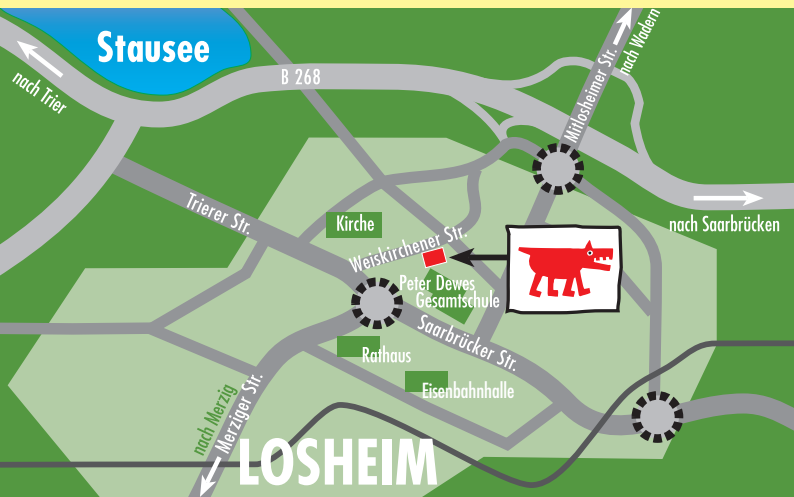 Stausee
nach Trier
B 268
Mitlosheimer Str.
nach Wadern
nach Saarbrücken
Trierer Str.
Kirche
Weiskirchener Str.
Peter Dewes
Gesamtschule
Saarbrücker Str.
Rathaus
Eisenbahnhalle
nach Merzig
Merziger Str.
LOSHEIM